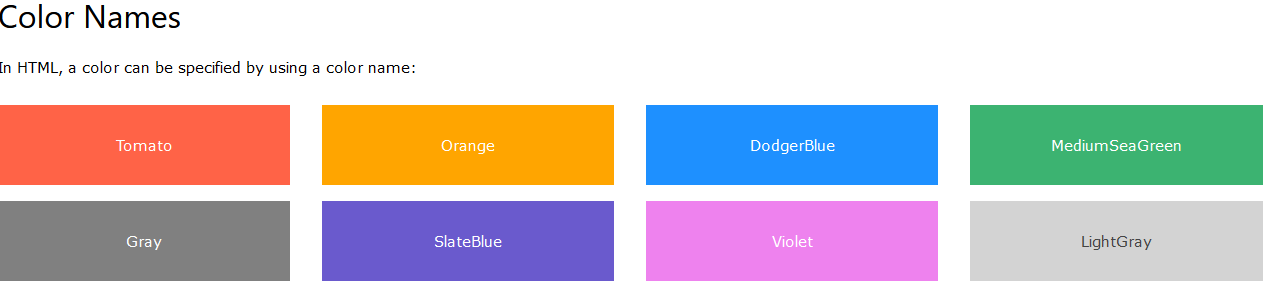 Color Names
In HTML, a color can be specified by using a color name:
Tomato
Orange
DodgerBlue
MediumSeaGreen
Gray
SlateBlue
Violet
LightGray